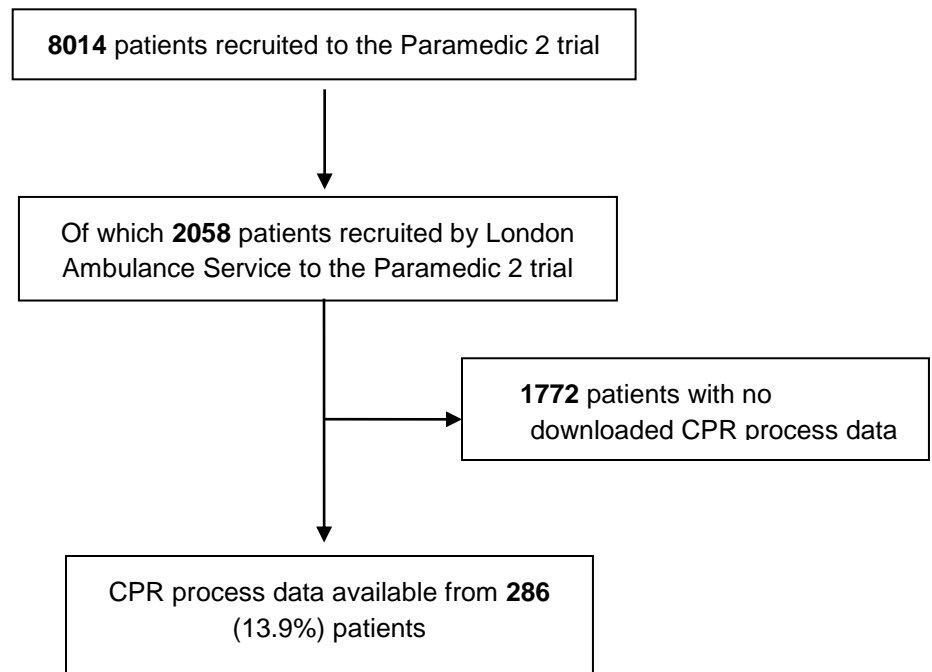 8014 patients recruited to the Paramedic 2 trial
Of which 2058 patients recruited by London
Ambulance Service to the Paramedic 2 trial
1772 patients with no
downloaded CPR process data
CPR process data available from 286
(13.9%) patients